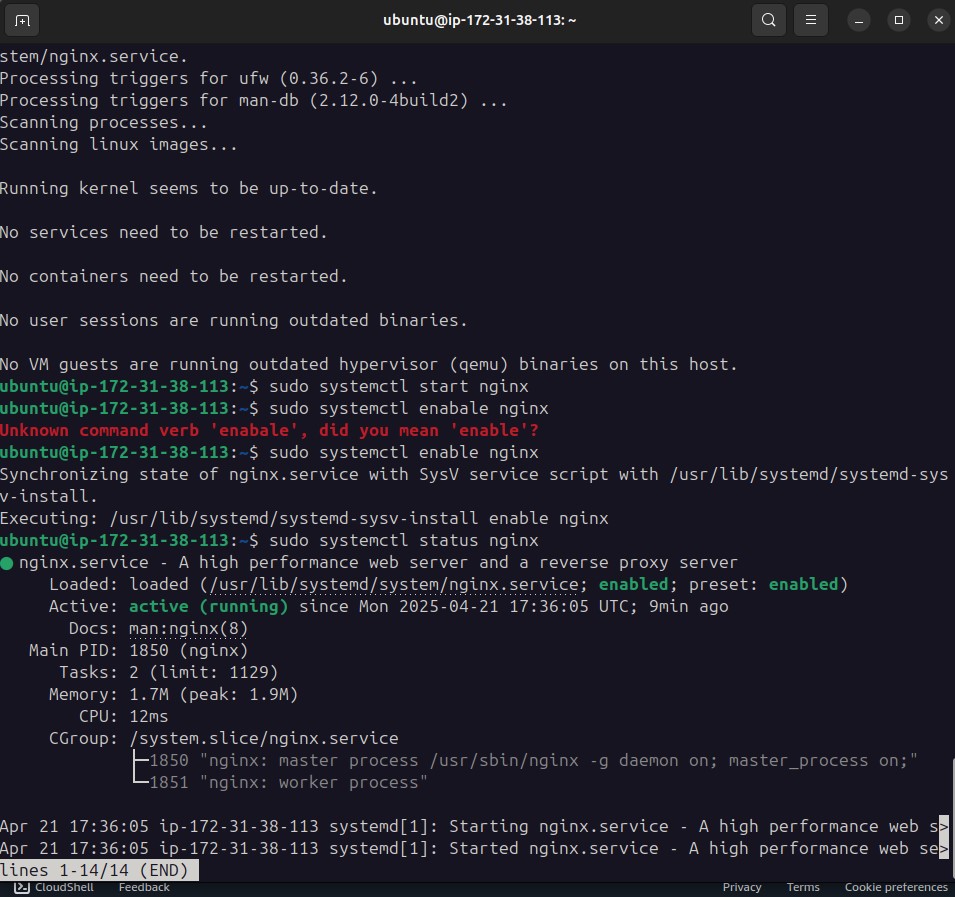 ubuntu@ip-172-31-38-113: ~
stem/nginx.service.
Processing triggers for ufw (0.36.2-6) ...
Processing triggers for man-db (2.12.0-4build2) ...
Scanning processes...
Scanning linux images...
Running kernel seems to be up-to-date.
No services need to be restarted.
No containers need to be restarted.
No user sessions are running outdated binaries.
No VM guests are running outdated hypervisor (qemu) binaries on this host.
ubuntu@ip-172-31-38-113:~$ sudo systemctl start nginx
ubuntu@ip-172-31-38-113:~$ sudo systemctl enabale nginx
Unknown command verb 'enabale', did you mean 'enable'?
ubuntu@ip-172-31-38-113:~$ sudo systemctl enable nginx
Synchronizing state of nginx.service with SysV service script with /usr/lib/systemd/systemd-sys
v-install.
Executing: /usr/lib/systemd/systemd-sysv-install enable nginx
ubuntu@ip-172-31-38-113:~$ sudo systemctl status nginx
● nginx.service - A high performance web server and a reverse proxy server
Loaded: loaded (/usr/lib/systemd/system/nginx.service; enabled; preset: enabled)
Active: active (running) since Mon 2025-04-21 17:36:05 UTC; 9min ago
Docs: man:nginx(8)
Main PID: 1850 (nginx)
Tasks: 2 (limit: 1129)
Memory: 1.7M (peak: 1.9M)
CPU: 12ms
CGroup: /system.slice/nginx.service
├─1850 "nginx: master process /usr/sbin/nginx -g daemon on; master_process on;"
└─1851 "nginx: worker process"
Apr 21 17:36:05 ip-172-31-38-113 systemd[1]: Starting nginx.service - A high performance web s>
Apr 21 17:36:05 ip-172-31-38-113 systemd[1]: Started nginx.service - A high performance web se>
lines 1-14/14 (END)
CloudShell Feedback Privacy Terms Cookie preferences